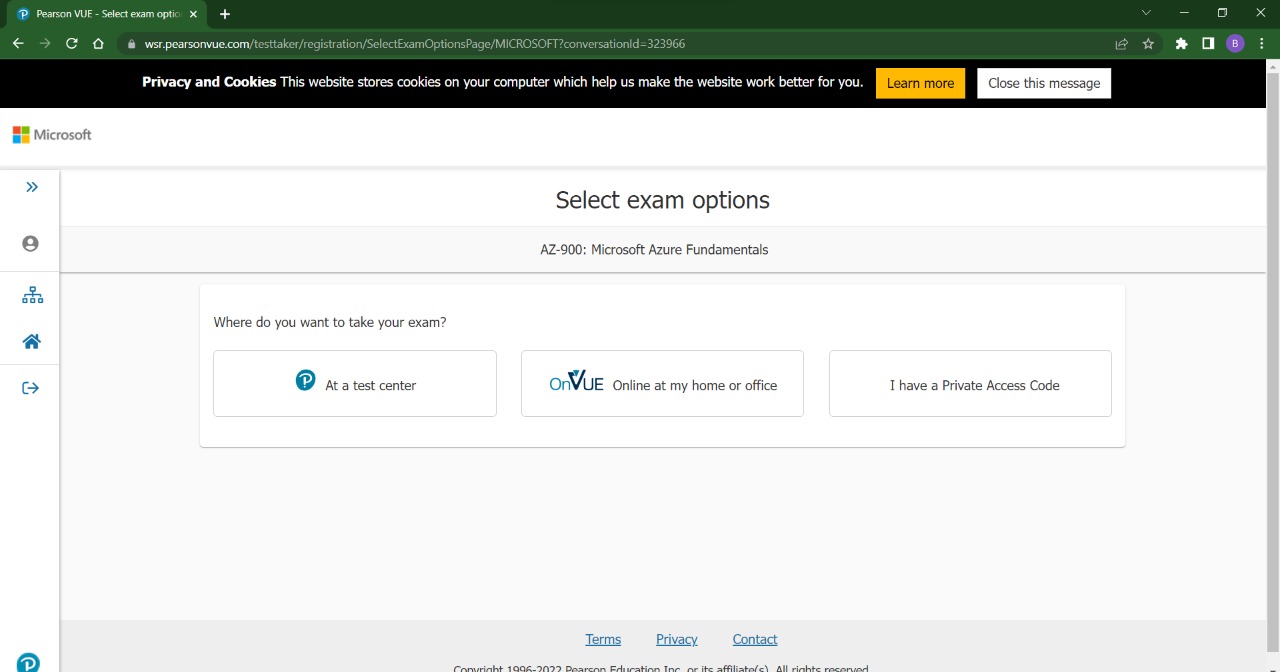 Pearson VUE - Select exam optio
wsr.pearsonvue.com/testtaker/registration/SelectExamOptionsPage/MICROSOFT?conversationId=323966
B
Privacy and Cookies This website stores cookies on your computer which help us make the website work better for you. Learn more Close this message
Microsoft
Select exam options
AZ-900: Microsoft Azure Fundamentals
Where do you want to take your exam?
At a test center
OnVUE Online at my home or office
I have a Private Access Code
Terms Privacy Contact
Copyright 1996-2022 Pearson Education Inc. or its affiliate(s). All rights reserved.